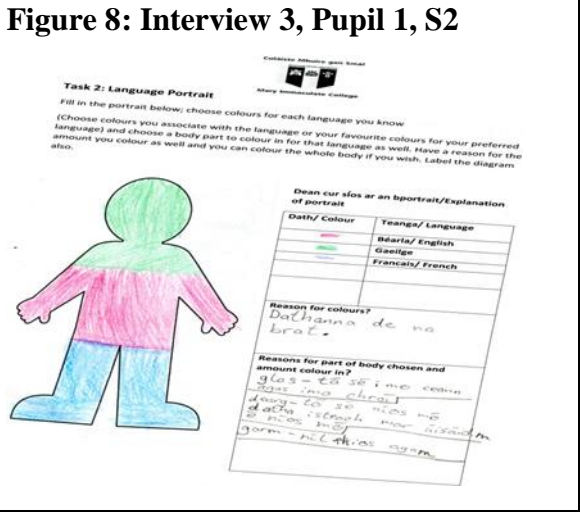 Figure 8: Interview 3, Pupil 1, S2
Coláiste Mhuire gan Smál
Mary Immaculate College
Task 2: Language Portrait
Fill in the portrait below; choose colours for each language you know
(Choose colours you associate with the language or your favourite colours for your preferred
language) and choose a body part to colour in for that language as well. Have a reason for the
amount you colour as well and you can colour the whole body if you wish. Label the diagram
also.
Dean cur síos ar an bportrait/Explanation
of portrait
Dath/ Colour
Teanga/ Language
Béarla/ English
Gaeilge
Francais/ French
Reason for colours?
Dathanna de na
brat.
Reasons for part of body chosen and
amount colour in?
glas - tá sé i mo ceann
agus imo chroí
dearg - tá sé níos mó
datha isteach mar
é níos mó
gorm - níl agam